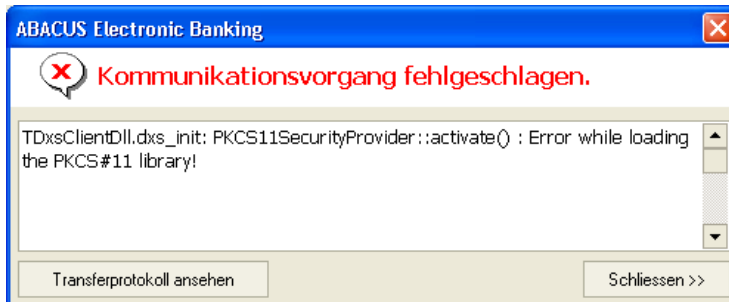 ABACUS Electronic Banking
Kommunikationsvorgang fehlgeschlagen.
TDxsClientDll.dxs_init: PKCS11SecurityProvider::activate() : Error while loading
the PKCS#11 library!
Transferprotokoll ansehen
Schliessen >>